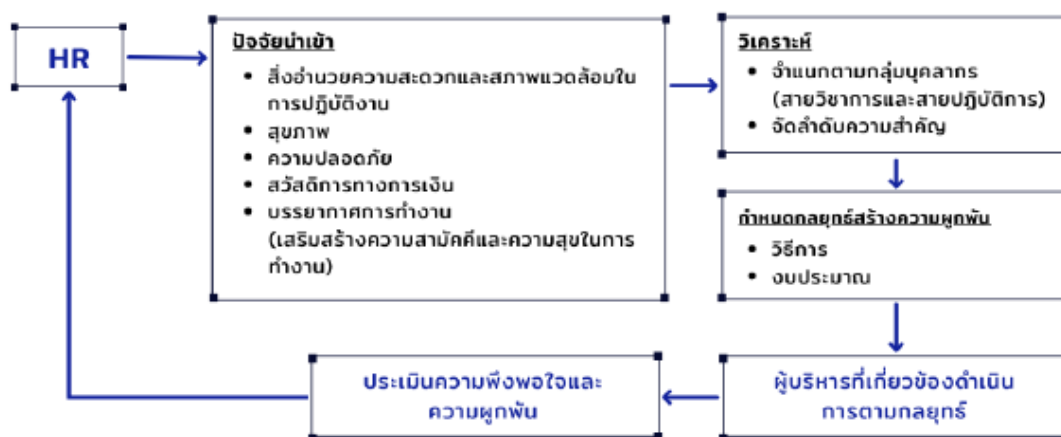 HR
ปัจจัยนำเข้า
• สิ่งอำนวยความสะดวกและสภาพแวดล้อมใน
การปฏิบัติงาน
• สุขภาพ
• ความปลอดภัย
• สวัสดิการทางการเงิน
• บรรยากาศการทำงาน
(เสริมสร้างความสามัคคีและความสุขในการ
ทำงาน)
วิเคราะห์
• จำแนกตามกลุ่มบุคลากร
(สายวิชาการและสายปฏิบัติการ)
• จัดลำดับความสำคัญ
กำหนดกลยุทธ์สร้างความผูกพัน
• วิธีการ
• งบประมาณ
ผู้บริหารที่เกี่ยวข้องดำเนิน
การตามกลยุทธ์
ประเมินความพึงพอใจและ
ความผูกพัน